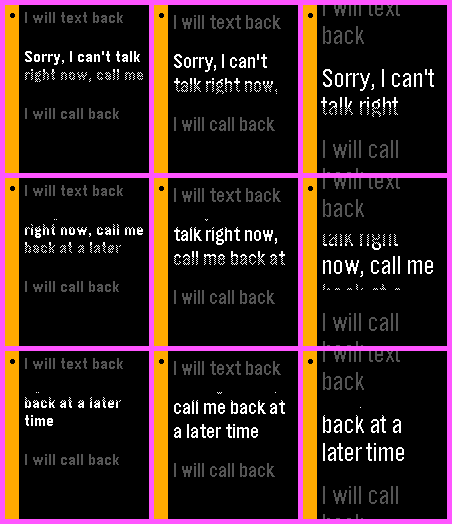 I will text back
Sorry, I can't talk
right now, call me
I will call back
I will text back
Sorry, I can't
talk right now,
I will call back
I will text
back
Sorry, I can't
talk right
I will call
I will text back
right now, call me
back at a later
I will call back
I will text back
talk right now,
call me back at
I will call back
I will text
back
talk right
now, call me
I will call
I will text back
back at a later
time
I will call back
I will text back
call me back at
a later time
I will call back
I will text
back
back at a
later time
I will call